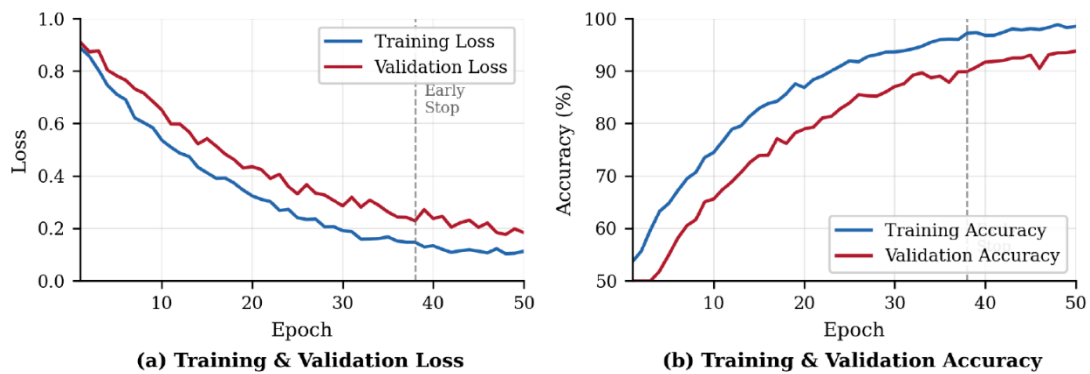 1.0
0.8
0.6
0.4
0.2
0.0
Loss
Training Loss
Validation Loss
Early
Stop
10
20
30
40
50
Epoch
(a) Training & Validation Loss
100
90
80
70
60
50
Accuracy (%)
Training Accuracy
Validation Accuracy
Stop
10
20
30
40
50
Epoch
(b) Training & Validation Accuracy